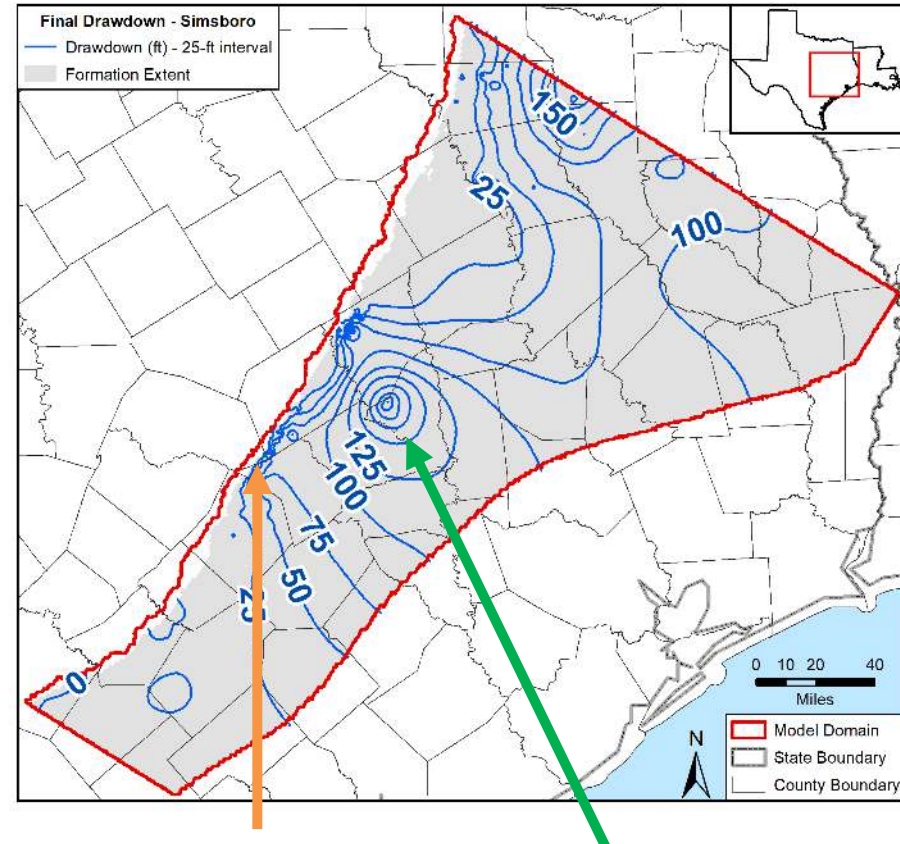 Final Drawdown - Simsboro
Drawdown (ft) - 25-ft interval
Formation Extent
150
25
100
125
100
75
50
25
0
0 10 20 40
Miles
N
Model Domain
State Boundary
County Boundary